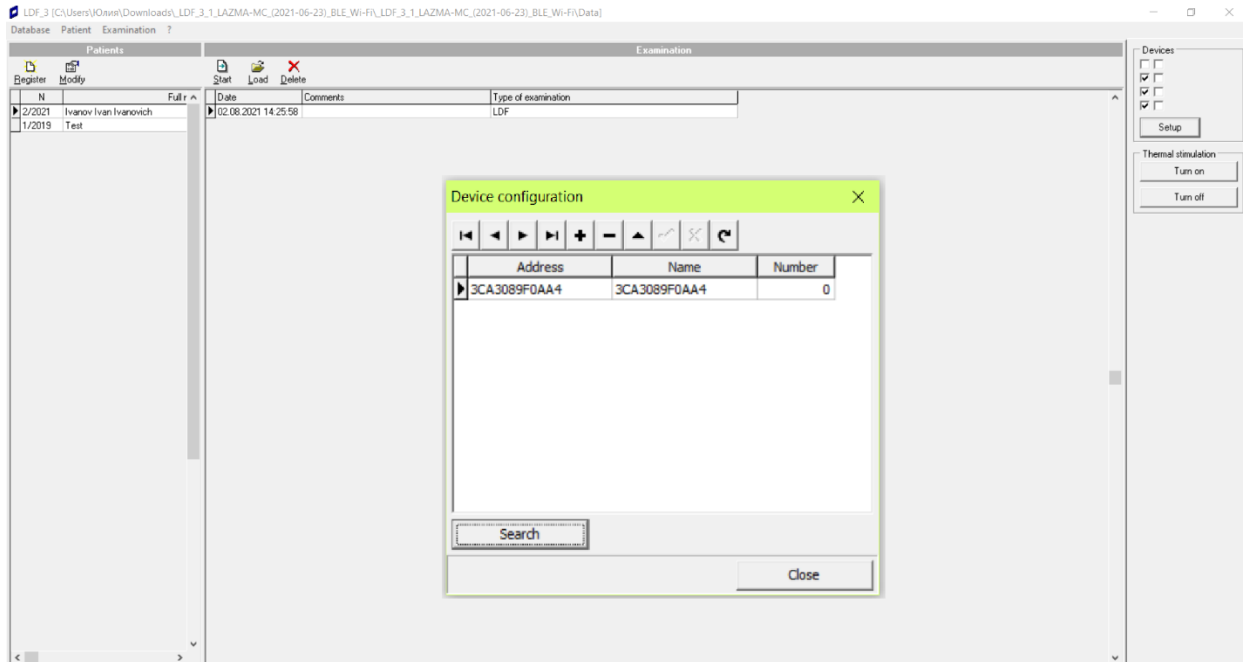 LDF_3 [C:\Users\Юлия\Downloads\_LDF_3_1_LAZMA-MC_(2021-06-23)_BLE_Wi-Fi\_LDF_3_1_LAZMA-MC_(2021-06-23)_BLE_Wi-Fi\Data]
Database Patient Examination ?
Patients
Register Modify
N Full r
2/2021 Ivanov Ivan Ivanovich
1/2019 Test
Examination
Start Load Delete
Date Comments Type of examination
02.08.2021 14:25:58 LDF
Device configuration
Address Name Number
3CA3089F0AA4 3CA3089F0AA4 0
Search
Close
Devices
Setup
Thermal stimulation
Turn on
Turn off